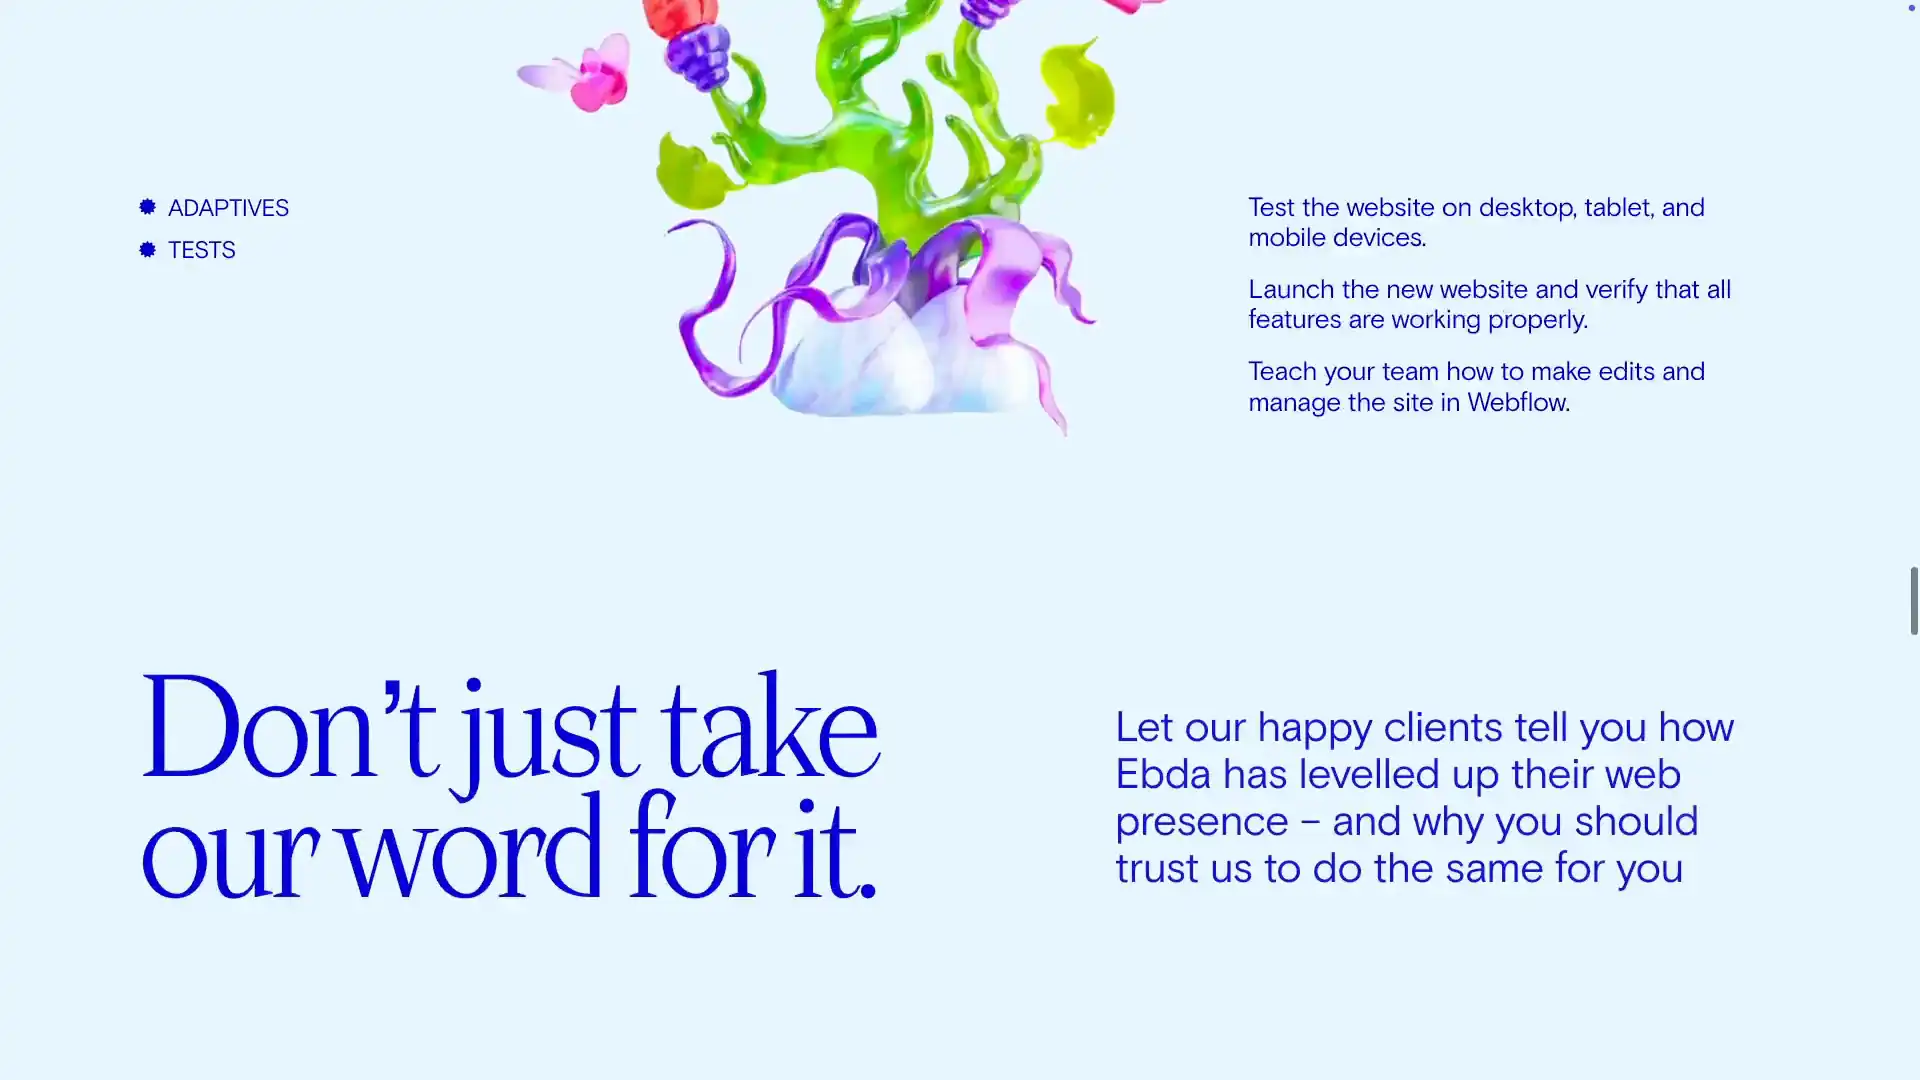 ADAPTIVES
TESTS
Test the website on desktop, tablet, and
mobile devices.
Launch the new website and verify that all
features are working properly.
Teach your team how to make edits and
manage the site in Webflow.
Don’t just take
our word for it.
Let our happy clients tell you how
Ebda has levelled up their web
presence – and why you should
trust us to do the same for you